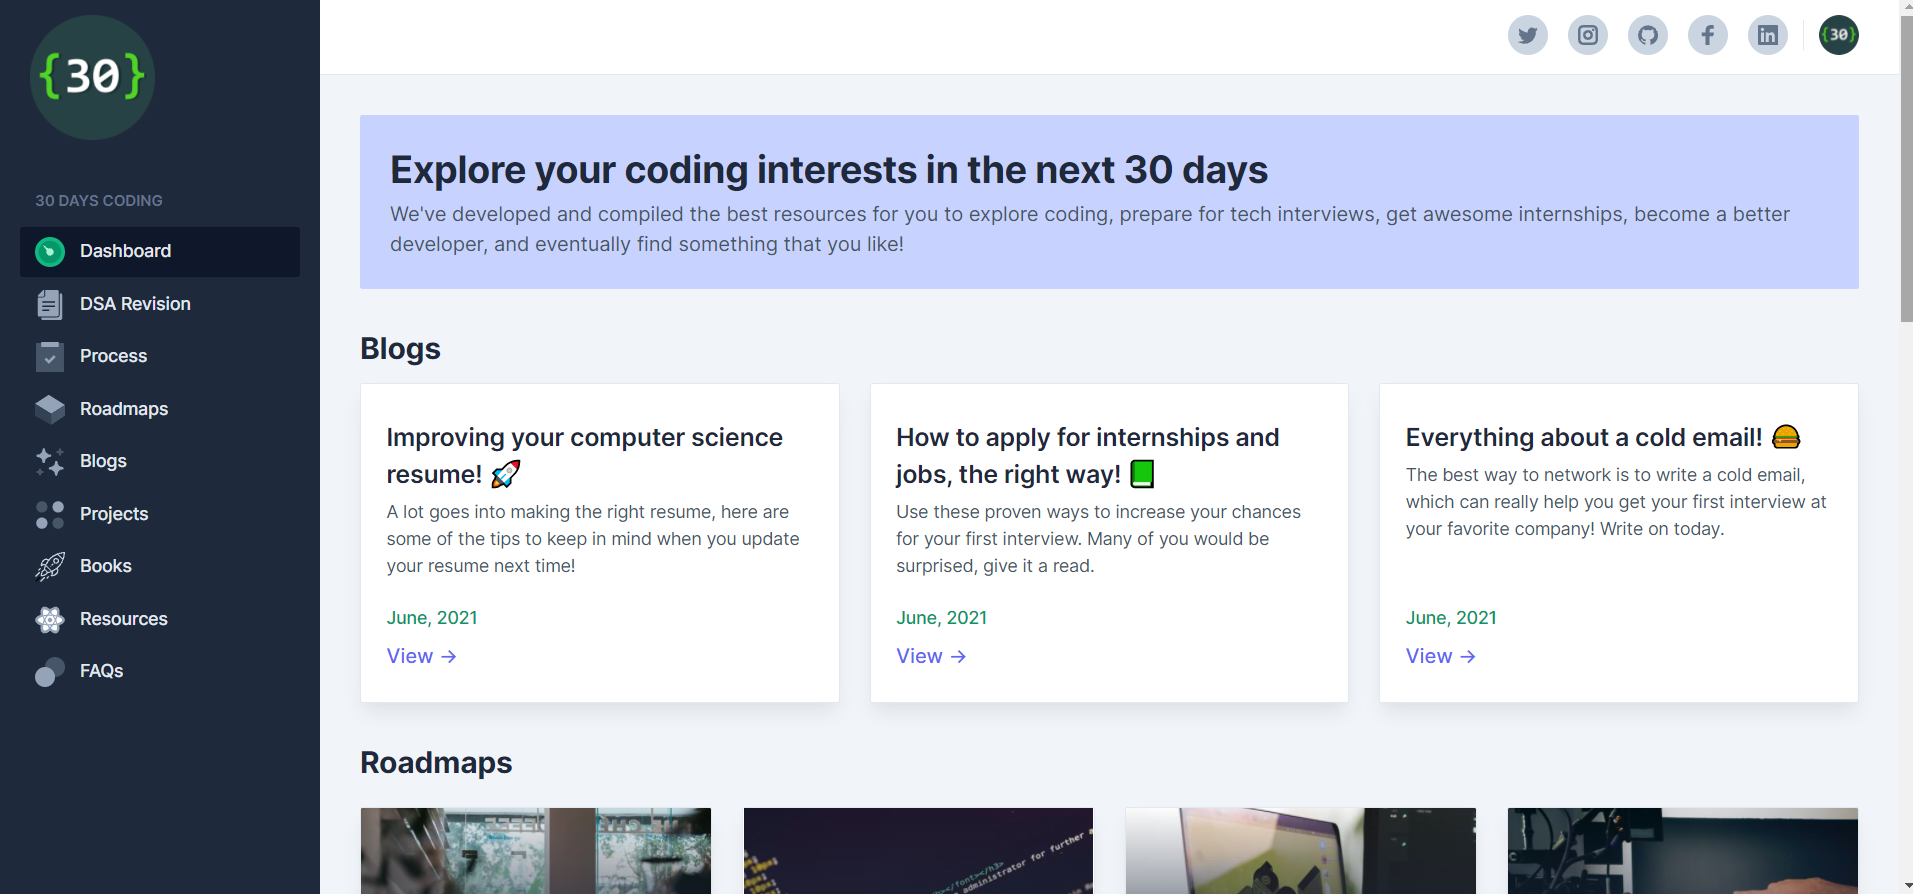 {30}
30 DAYS CODING
Dashboard
DSA Revision
Process
Roadmaps
Blogs
Projects
Books
Resources
FAQs
{30}
Explore your coding interests in the next 30 days
We've developed and compiled the best resources for you to explore coding, prepare for tech interviews, get awesome internships, become a better
developer, and eventually find something that you like!
Blogs
Improving your computer science
resume! 🚀
A lot goes into making the right resume, here are
some of the tips to keep in mind when you update
your resume next time!
June, 2021
View →
How to apply for internships and
jobs, the right way! 📗
Use these proven ways to increase your chances
for your first interview. Many of you would be
surprised, give it a read.
June, 2021
View →
Everything about a cold email! 🍔
The best way to network is to write a cold email,
which can really help you get your first interview at
your favorite company! Write on today.
June, 2021
View →
Roadmaps
></font></h3>
administrator for further a